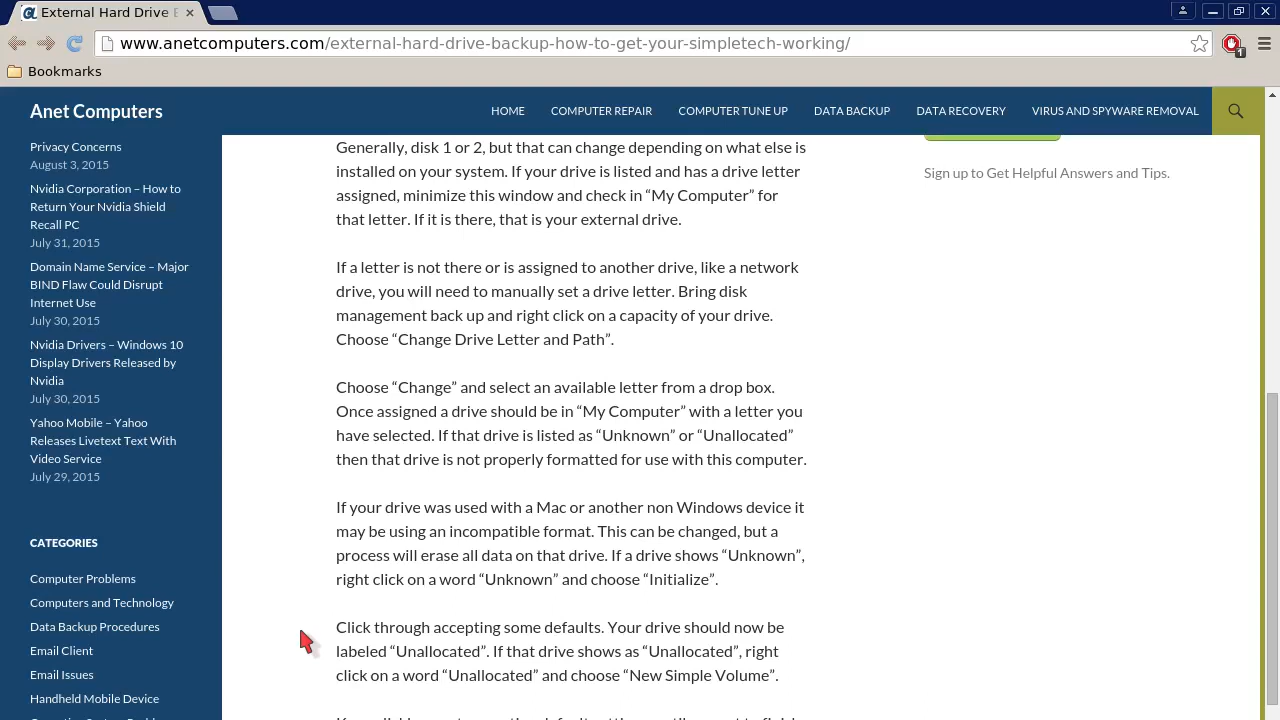 External Hard Drive
www.anetcomputers.com/external-hard-drive-backup-how-to-get-your-simpletech-working/
1
Bookmarks
Anet Computers
HOME
COMPUTER REPAIR
COMPUTER TUNE UP
DATA BACKUP
DATA RECOVERY
VIRUS AND SPYWARE REMOVAL
Privacy Concerns
August 3, 2015
Nvidia Corporation – How to
Return Your Nvidia Shield
Recall PC
July 31, 2015
Domain Name Service – Major
BIND Flaw Could Disrupt
Internet Use
July 30, 2015
Nvidia Drivers – Windows 10
Display Drivers Released by
Nvidia
July 30, 2015
Yahoo Mobile – Yahoo
Releases Livetext Text With
Video Service
July 29, 2015
CATEGORIES
Computer Problems
Computers and Technology
Data Backup Procedures
Email Client
Email Issues
Handheld Mobile Device
Generally, disk 1 or 2, but that can change depending on what else is
installed on your system. If your drive is listed and has a drive letter
assigned, minimize this window and check in “My Computer” for
that letter. If it is there, that is your external drive.
If a letter is not there or is assigned to another drive, like a network
drive, you will need to manually set a drive letter. Bring disk
management back up and right click on a capacity of your drive.
Choose “Change Drive Letter and Path”.
Choose “Change” and select an available letter from a drop box.
Once assigned a drive should be in “My Computer” with a letter you
have selected. If that drive is listed as “Unknown” or “Unallocated”
then that drive is not properly formatted for use with this computer.
If your drive was used with a Mac or another non Windows device it
may be using an incompatible format. This can be changed, but a
process will erase all data on that drive. If a drive shows “Unknown”,
right click on a word “Unknown” and choose “Initialize”.
Click through accepting some defaults. Your drive should now be
labeled “Unallocated”. If that drive shows as “Unallocated”, right
click on a word “Unallocated” and choose “New Simple Volume”.
Sign up to Get Helpful Answers and Tips.